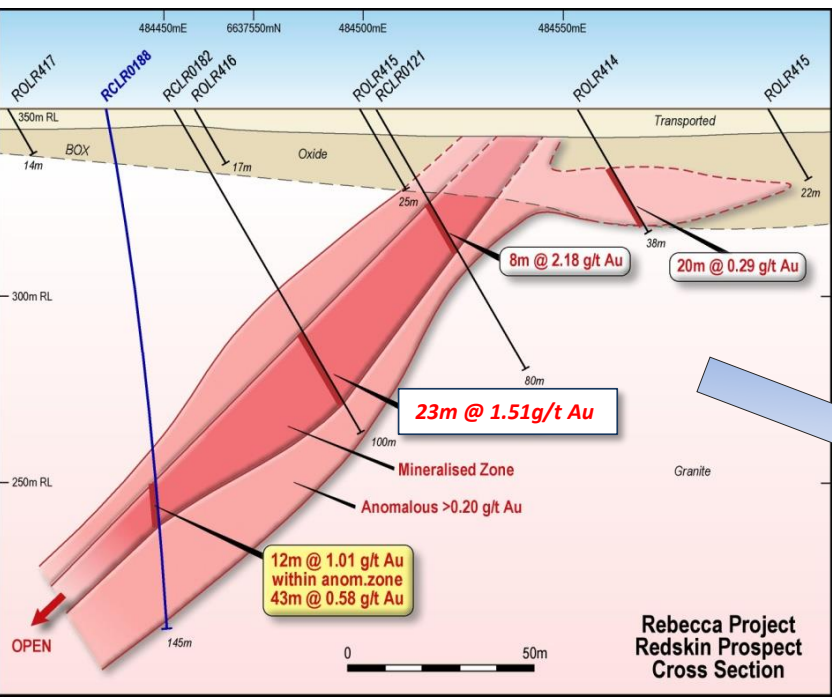 484450mE 6637550mN 484500mE 484550mE
ROLR417
RCLR0188
RCLR0182
ROLR416
ROLR415
RCLR0121
ROLR414
ROLR415
350m RL
Transported
BOX
Oxide
14m
17m
25m
22m
38m
8m @ 2.18 g/t Au
20m @ 0.29 g/t Au
300m RL
80m
23m @ 1.51g/t Au
100m
Mineralised Zone
250m RL
Granite
Anomalous >0.20 g/t Au
12m @ 1.01 g/t Au
within anom.zone
43m @ 0.58 g/t Au
OPEN
145m
0 50m
Rebecca Project
Redskin Prospect
Cross Section